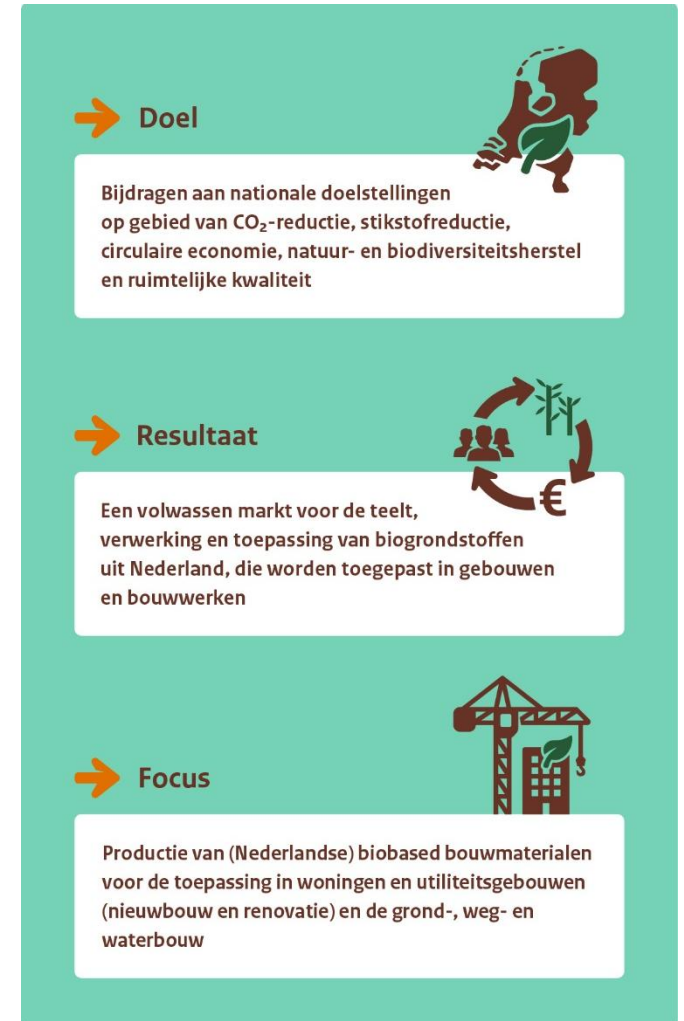 Doel
Bijdragen aan nationale doelstellingen
op gebied van CO₂-reductie, stikstofreductie,
circulaire economie, natuur- en biodiversiteitsherstel
en ruimtelijke kwaliteit
Resultaat
€
Een volwassen markt voor de teelt,
verwerking en toepassing van biogrondstoffen
uit Nederland, die worden toegepast in gebouwen
en bouwwerken
Focus
Productie van (Nederlandse) biobased bouwmaterialen
voor de toepassing in woningen en utiliteitsgebouwen
(nieuwbouw en renovatie) en de grond-, weg- en
waterbouw